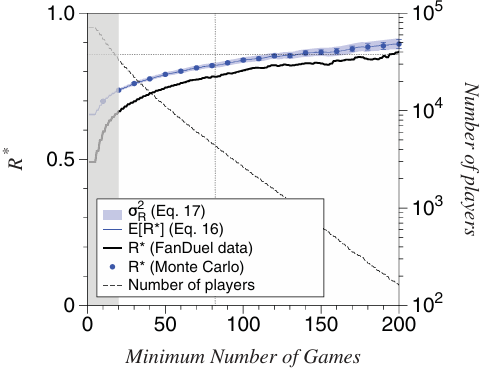 1.0
0.5
0
R*
10^5
10^4
10^3
10^2
Number of players
σ_R^2 (Eq. 17)
E[R*] (Eq. 16)
R* (FanDuel data)
R* (Monte Carlo)
Number of players
0 50 100 150 200
Minimum Number of Games